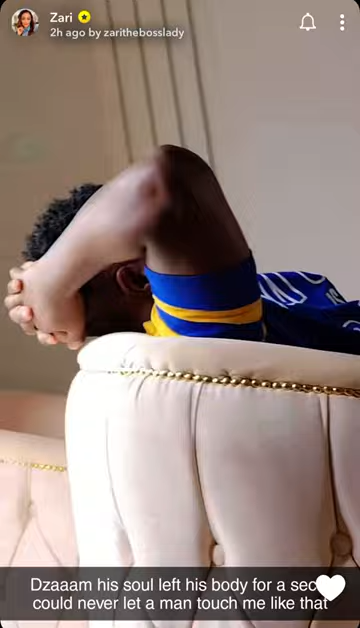 Zari
2h ago by zarithebosslady
Dzaaam his soul left his body for a
could never let a man touch me like that